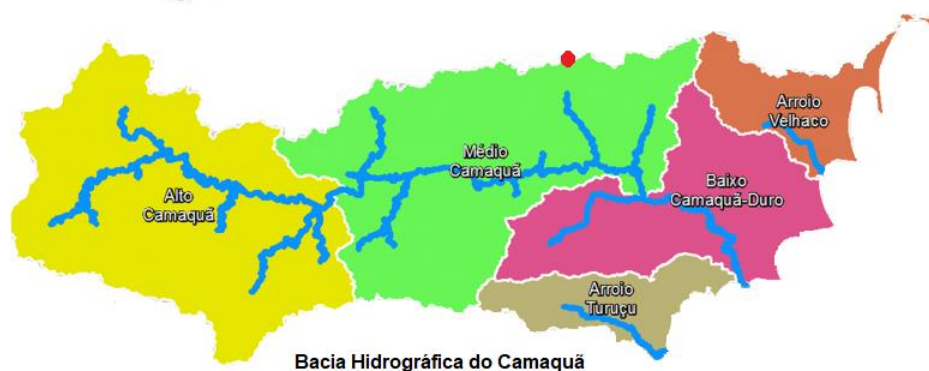 Arroio
Velhaco
Médio
Camaquã
Baixo
Camaquã-Duro
Alto
Camaquã
Arroio
Turuçu
Bacia Hidrográfica do Camaquã